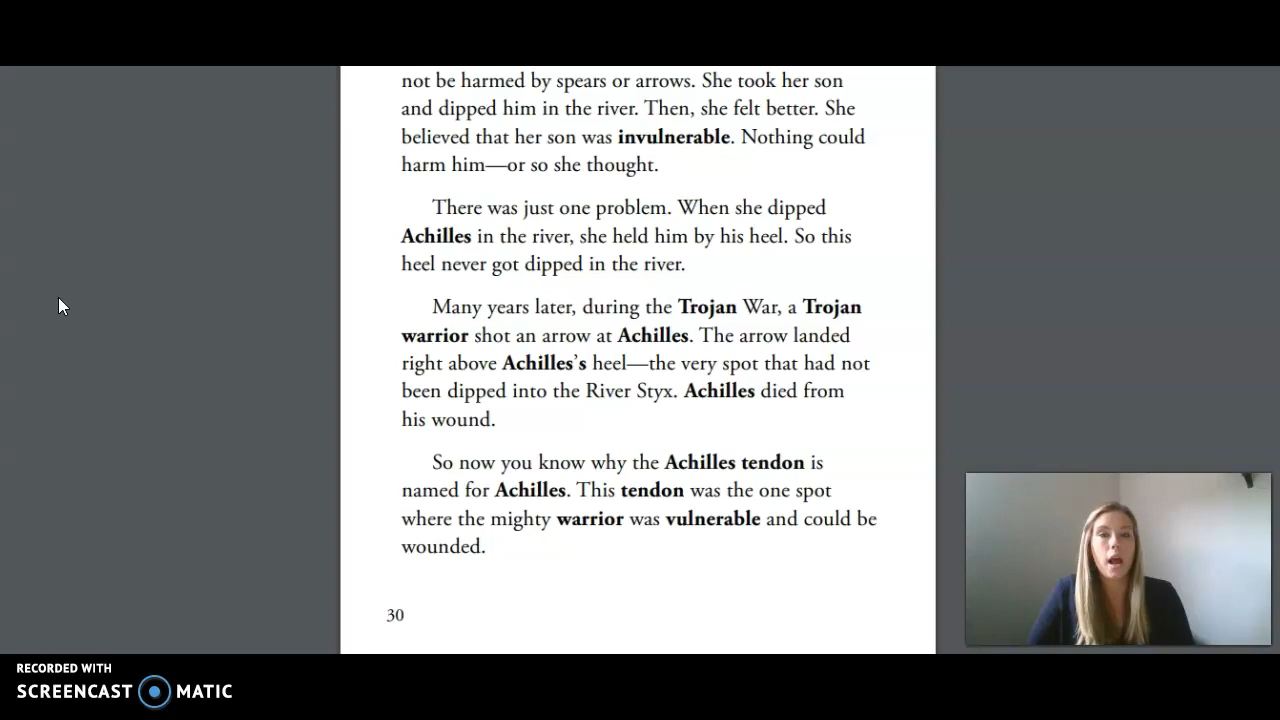 not be harmed by spears or arrows. She took her son
and dipped him in the river. Then, she felt better. She
believed that her son was invulnerable. Nothing could
harm him—or so she thought.
There was just one problem. When she dipped
Achilles in the river, she held him by his heel. So this
heel never got dipped in the river.
Many years later, during the Trojan War, a Trojan
warrior shot an arrow at Achilles. The arrow landed
right above Achilles's heel—the very spot that had not
been dipped into the River Styx. Achilles died from
his wound.
So now you know why the Achilles tendon is
named for Achilles. This tendon was the one spot
where the mighty warrior was vulnerable and could be
wounded.
30
RECORDED WITH
SCREENCAST MATIC